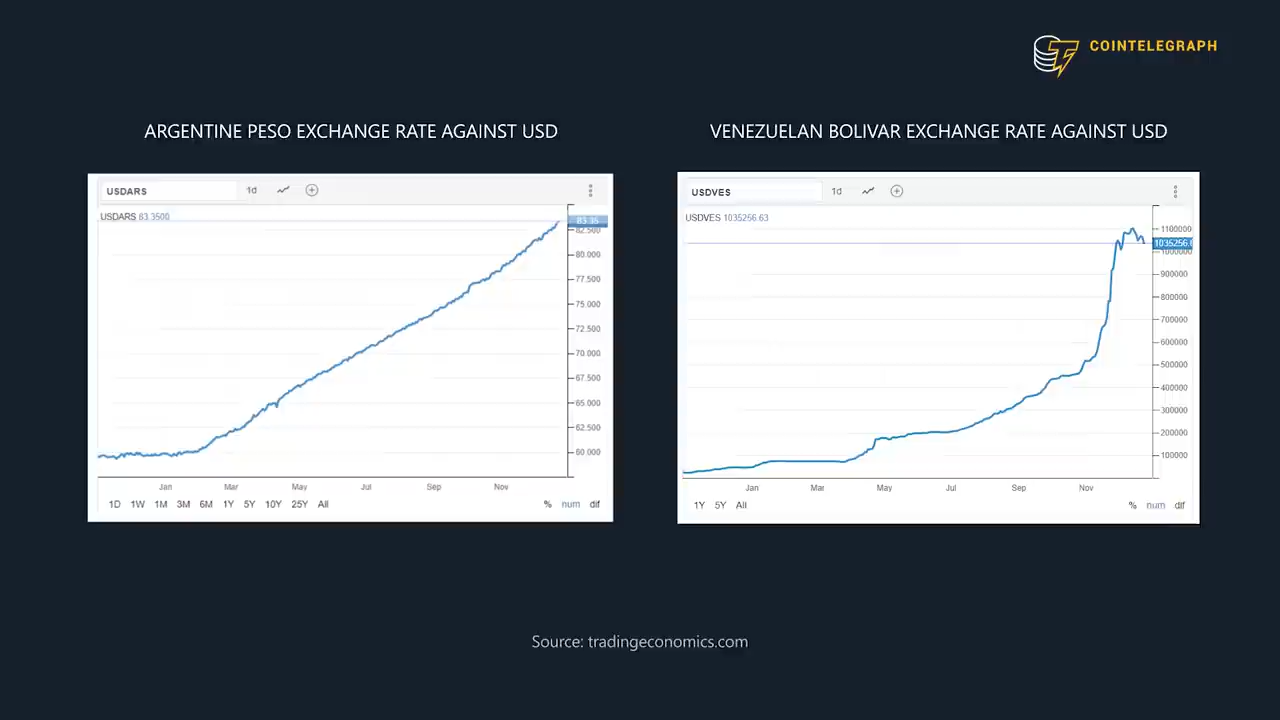 COINTELEGRAPH
ARGENTINE PESO EXCHANGE RATE AGAINST USD
USDARS 1d
USDARS 83.3500
83.35
82.500
80.000
77.500
75.000
72.500
70.000
67.500
65.000
62.500
60.000
Jan Mar May Jul Sep Nov
1D 1W 1M 3M 6M 1Y 5Y 10Y 25Y All % num dif
VENEZUELAN BOLIVAR EXCHANGE RATE AGAINST USD
USDVES 1d
USDVES 1035256.63
1100000
1035256.6
1000000
900000
800000
700000
600000
500000
400000
300000
200000
100000
Jan Mar May Jul Sep Nov
1Y 5Y All % num dif
Source: tradingeconomics.com